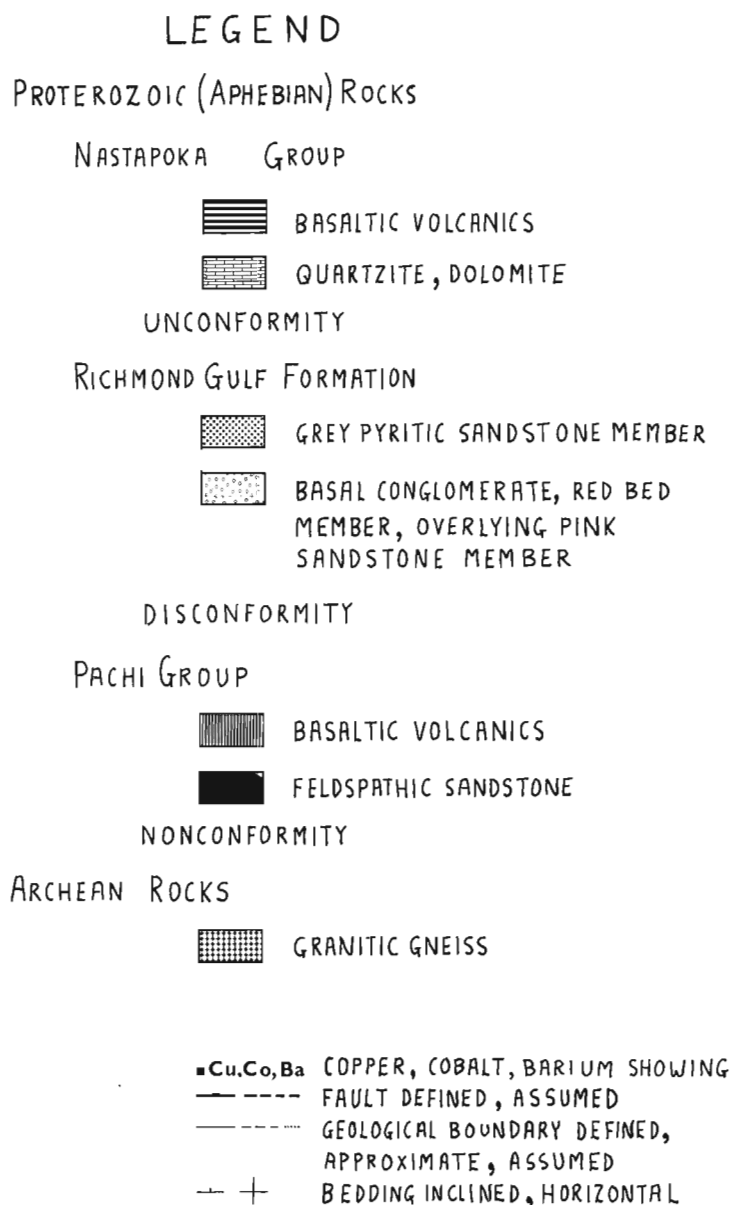 LEGEND
PROTEROZOIC (APHEBIAN) ROCKS
NASTAPOKA GROUP
BASALTIC VOLCANICS
QUARTZITE, DOLOMITE
UNCONFORMITY
RICHMOND GULF FORMATION
GREY PYRITIC SANDSTONE MEMBER
BASAL CONGLOMERATE, RED BED
MEMBER, OVERLYING PINK
SANDSTONE MEMBER
DISCONFORMITY
PACHI GROUP
BASALTIC VOLCANICS
FELDSPATHIC SANDSTONE
NONCONFORMITY
ARCHEAN ROCKS
GRANITIC GNEISS
Cu,Co,Ba COPPER, COBALT, BARIUM SHOWING
FAULT DEFINED, ASSUMED
GEOLOGICAL BOUNDARY DEFINED,
APPROXIMATE, ASSUMED
BEDDING INCLINED, HORIZONTAL